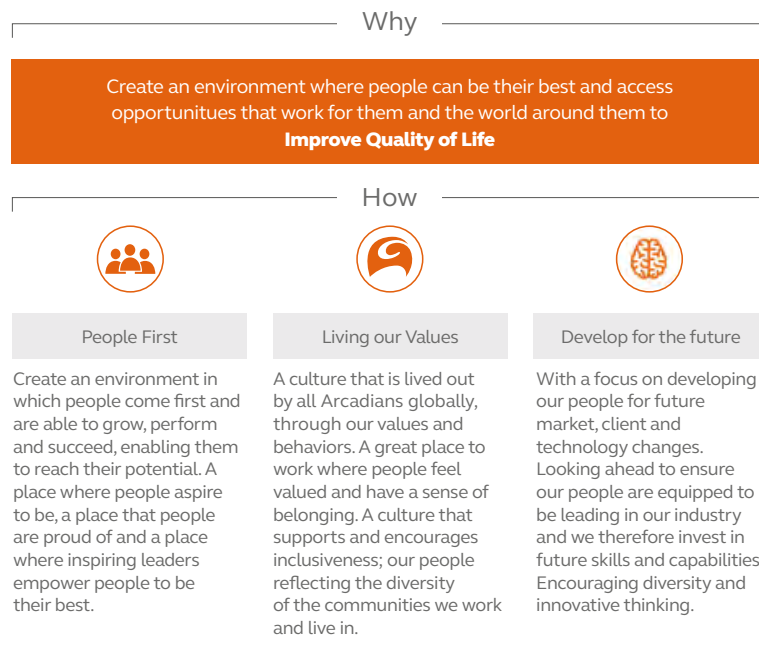 Why
Create an environment where people can be their best and access
opportunitues that work for them and the world around them to
Improve Quality of Life
How
People First
Create an environment in
which people come first and
are able to grow, perform
and succeed, enabling them
to reach their potential. A
place where people aspire
to be, a place that people
are proud of and a place
where inspiring leaders
empower people to be
their best.
Living our Values
A culture that is lived out
by all Arcadians globally,
through our values and
behaviors. A great place to
work where people feel
valued and have a sense of
belonging. A culture that
supports and encourages
inclusiveness; our people
reflecting the diversity
of the communities we work
and live in.
Develop for the future
With a focus on developing
our people for future
market, client and
technology changes.
Looking ahead to ensure
our people are equipped to
be leading in our industry
and we therefore invest in
future skills and capabilities
Encouraging diversity and
innovative thinking.